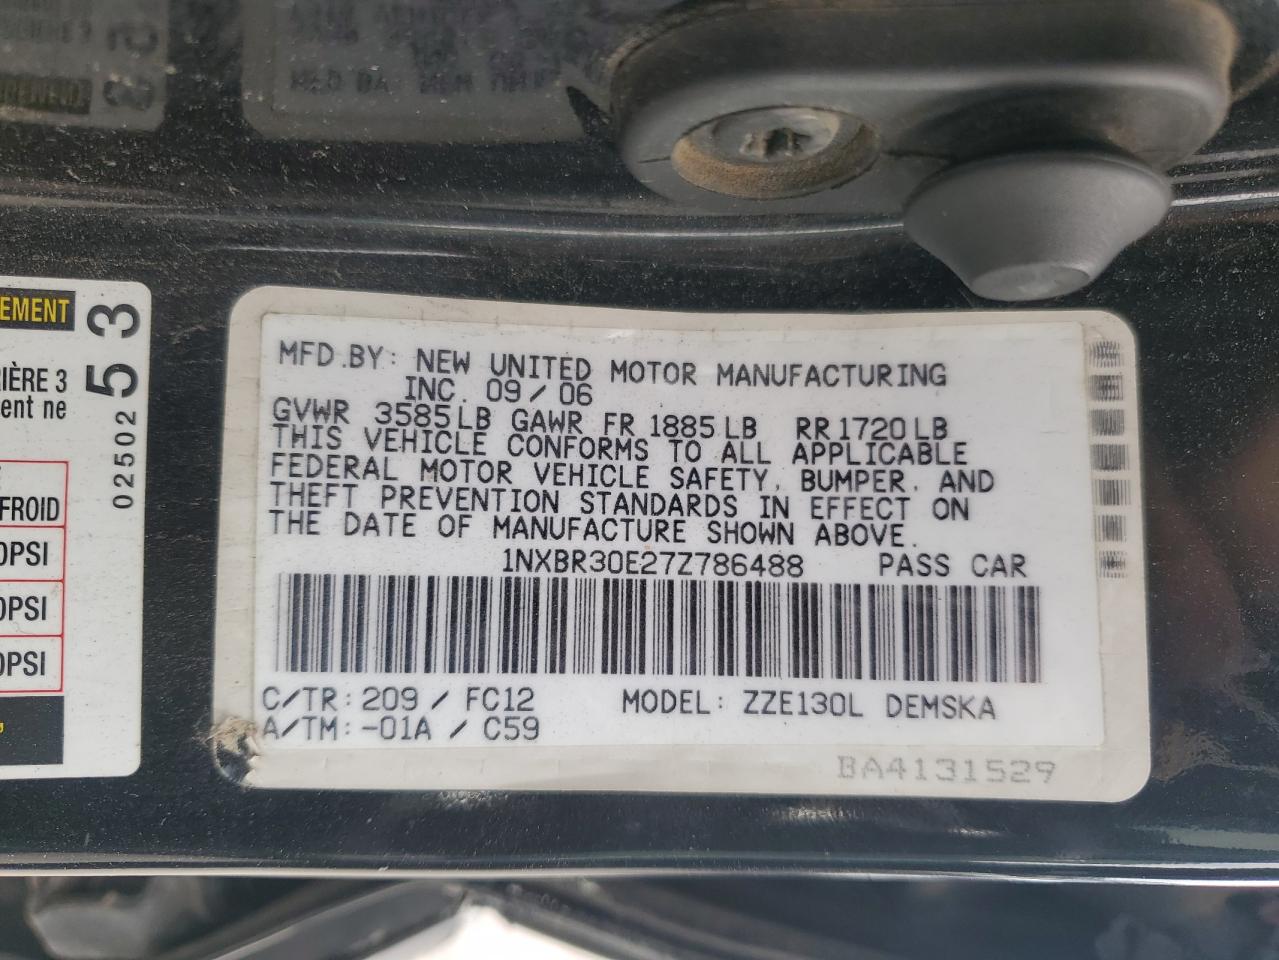 EMENT
IÈRE 3
ent ne
53
02502
FROID
0PSI
0PSI
0PSI
MFD.BY: NEW UNITED MOTOR MANUFACTURING
INC. 09/06
GVWR 3585LB GAWR FR 1885LB RR1720LB
THIS VEHICLE CONFORMS TO ALL APPLICABLE
FEDERAL MOTOR VEHICLE SAFETY, BUMPER, AND
THEFT PREVENTION STANDARDS IN EFFECT ON
THE DATE OF MANUFACTURE SHOWN ABOVE.
1NXBR30E27Z786488 PASS CAR
C/TR: 209 / FC12 MODEL: ZZE130L DEMSKA
A/TM: -01A / C59
BA4131529